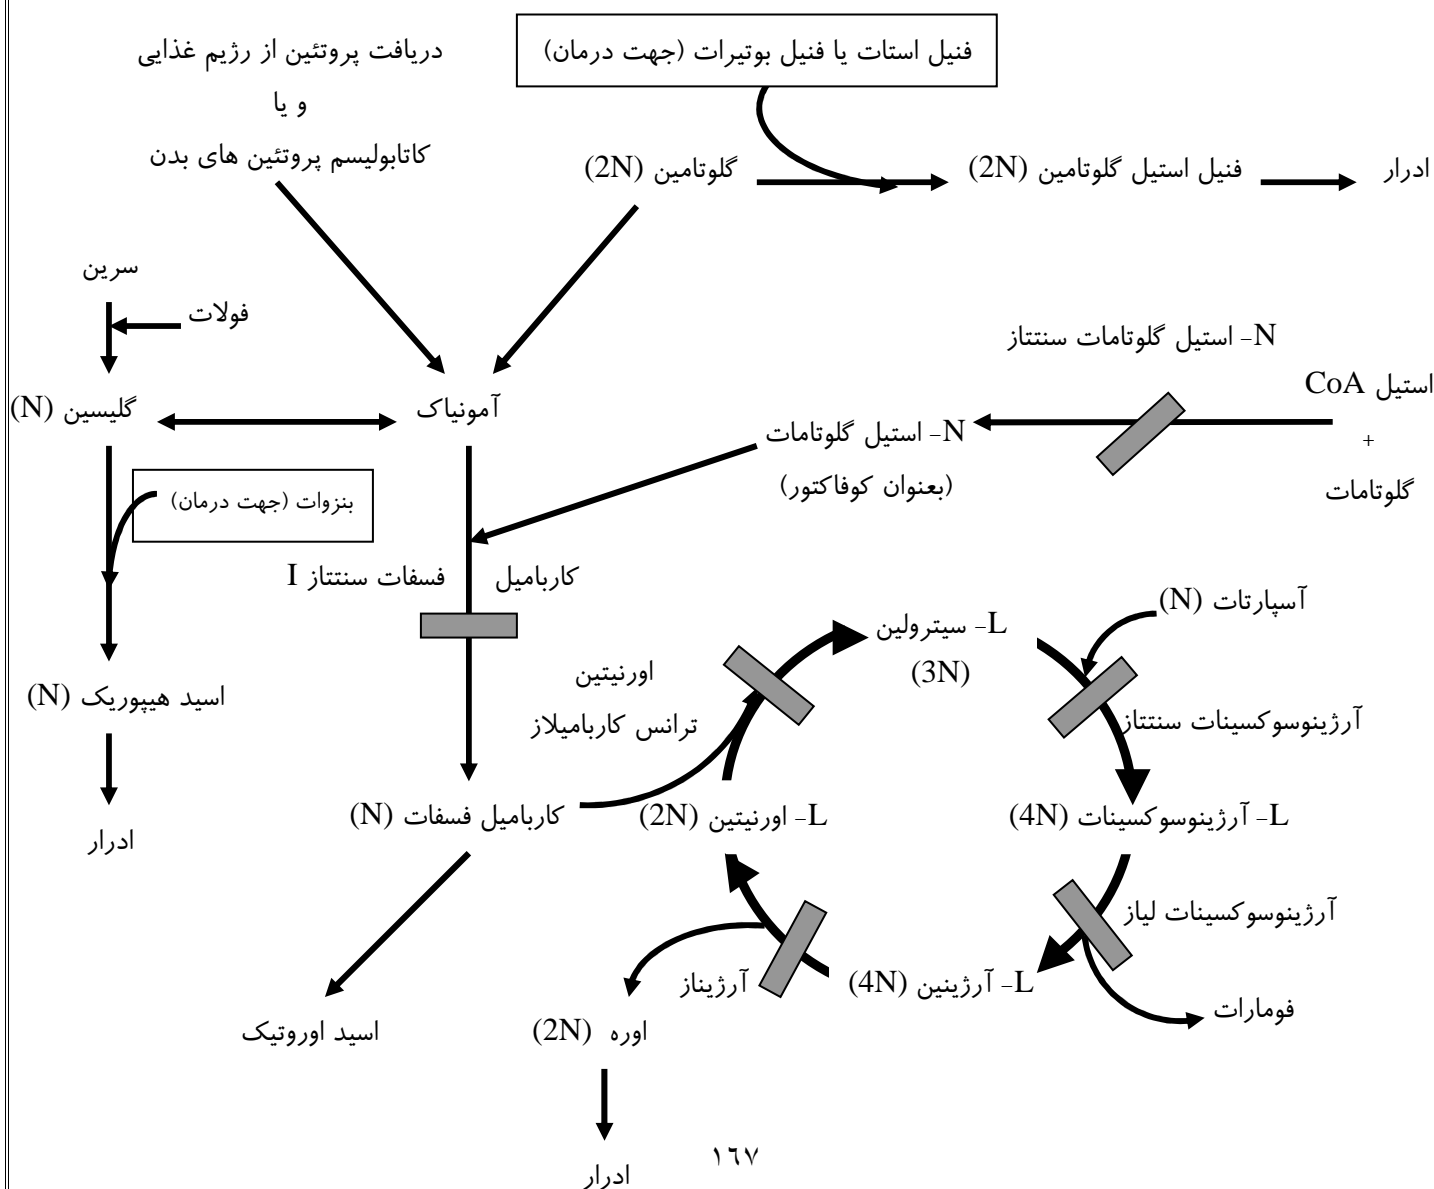 فنیل استات یا فنیل بوتیرات (جهت درمان)
دریافت پروتئین از رژیم غذایی
و یا
کاتابولیسم پروتئین های بدن
گلوتامین (2N)
فنیل استیل گلوتامین (2N)
ادرار
سرین
فولات
N- استیل گلوتامات سنتتاز
استیل CoA
+
گلوتامات
گلیسین (N)
آمونیاک
N- استیل گلوتامات
(بعنوان کوفاکتور)
بنزوات (جهت درمان)
کاربامیل فسفات سنتتاز I
آسپارتات (N)
L- سیترولین
(3N)
اورنیتین
ترانس کاربامیلاز
آرژینوسوکسینات سنتتاز
اسید هیپوریک (N)
کاربامیل فسفات (N)
L- اورنیتین (2N)
L- آرژینوسوکسینات (4N)
ادرار
آرژینوسوکسینات لیاز
L- آرژینین (4N)
آرژیناز
فومارات
اسید اوروتیک
اوره (2N)
ادرار
١٦٧